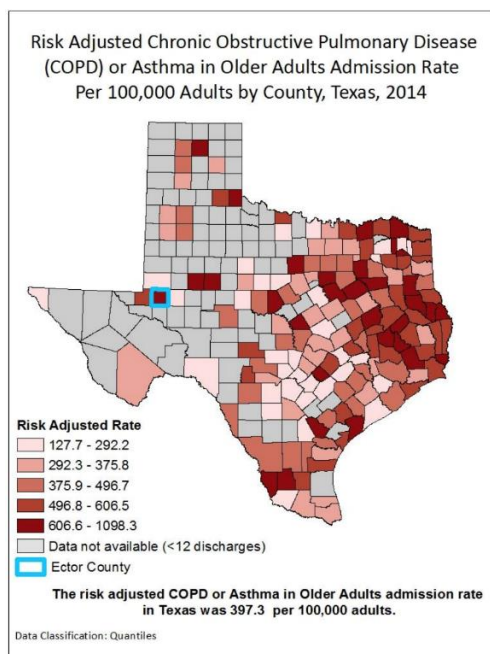 Risk Adjusted Chronic Obstructive Pulmonary Disease
(COPD) or Asthma in Older Adults Admission Rate
Per 100,000 Adults by County, Texas, 2014
Risk Adjusted Rate
127.7 - 292.2
292.3 - 375.8
375.9 - 496.7
496.8 - 606.5
606.6 - 1098.3
Data not available (<12 discharges)
Ector County
The risk adjusted COPD or Asthma in Older Adults admission rate
in Texas was 397.3 per 100,000 adults.
Data Classification: Quantiles